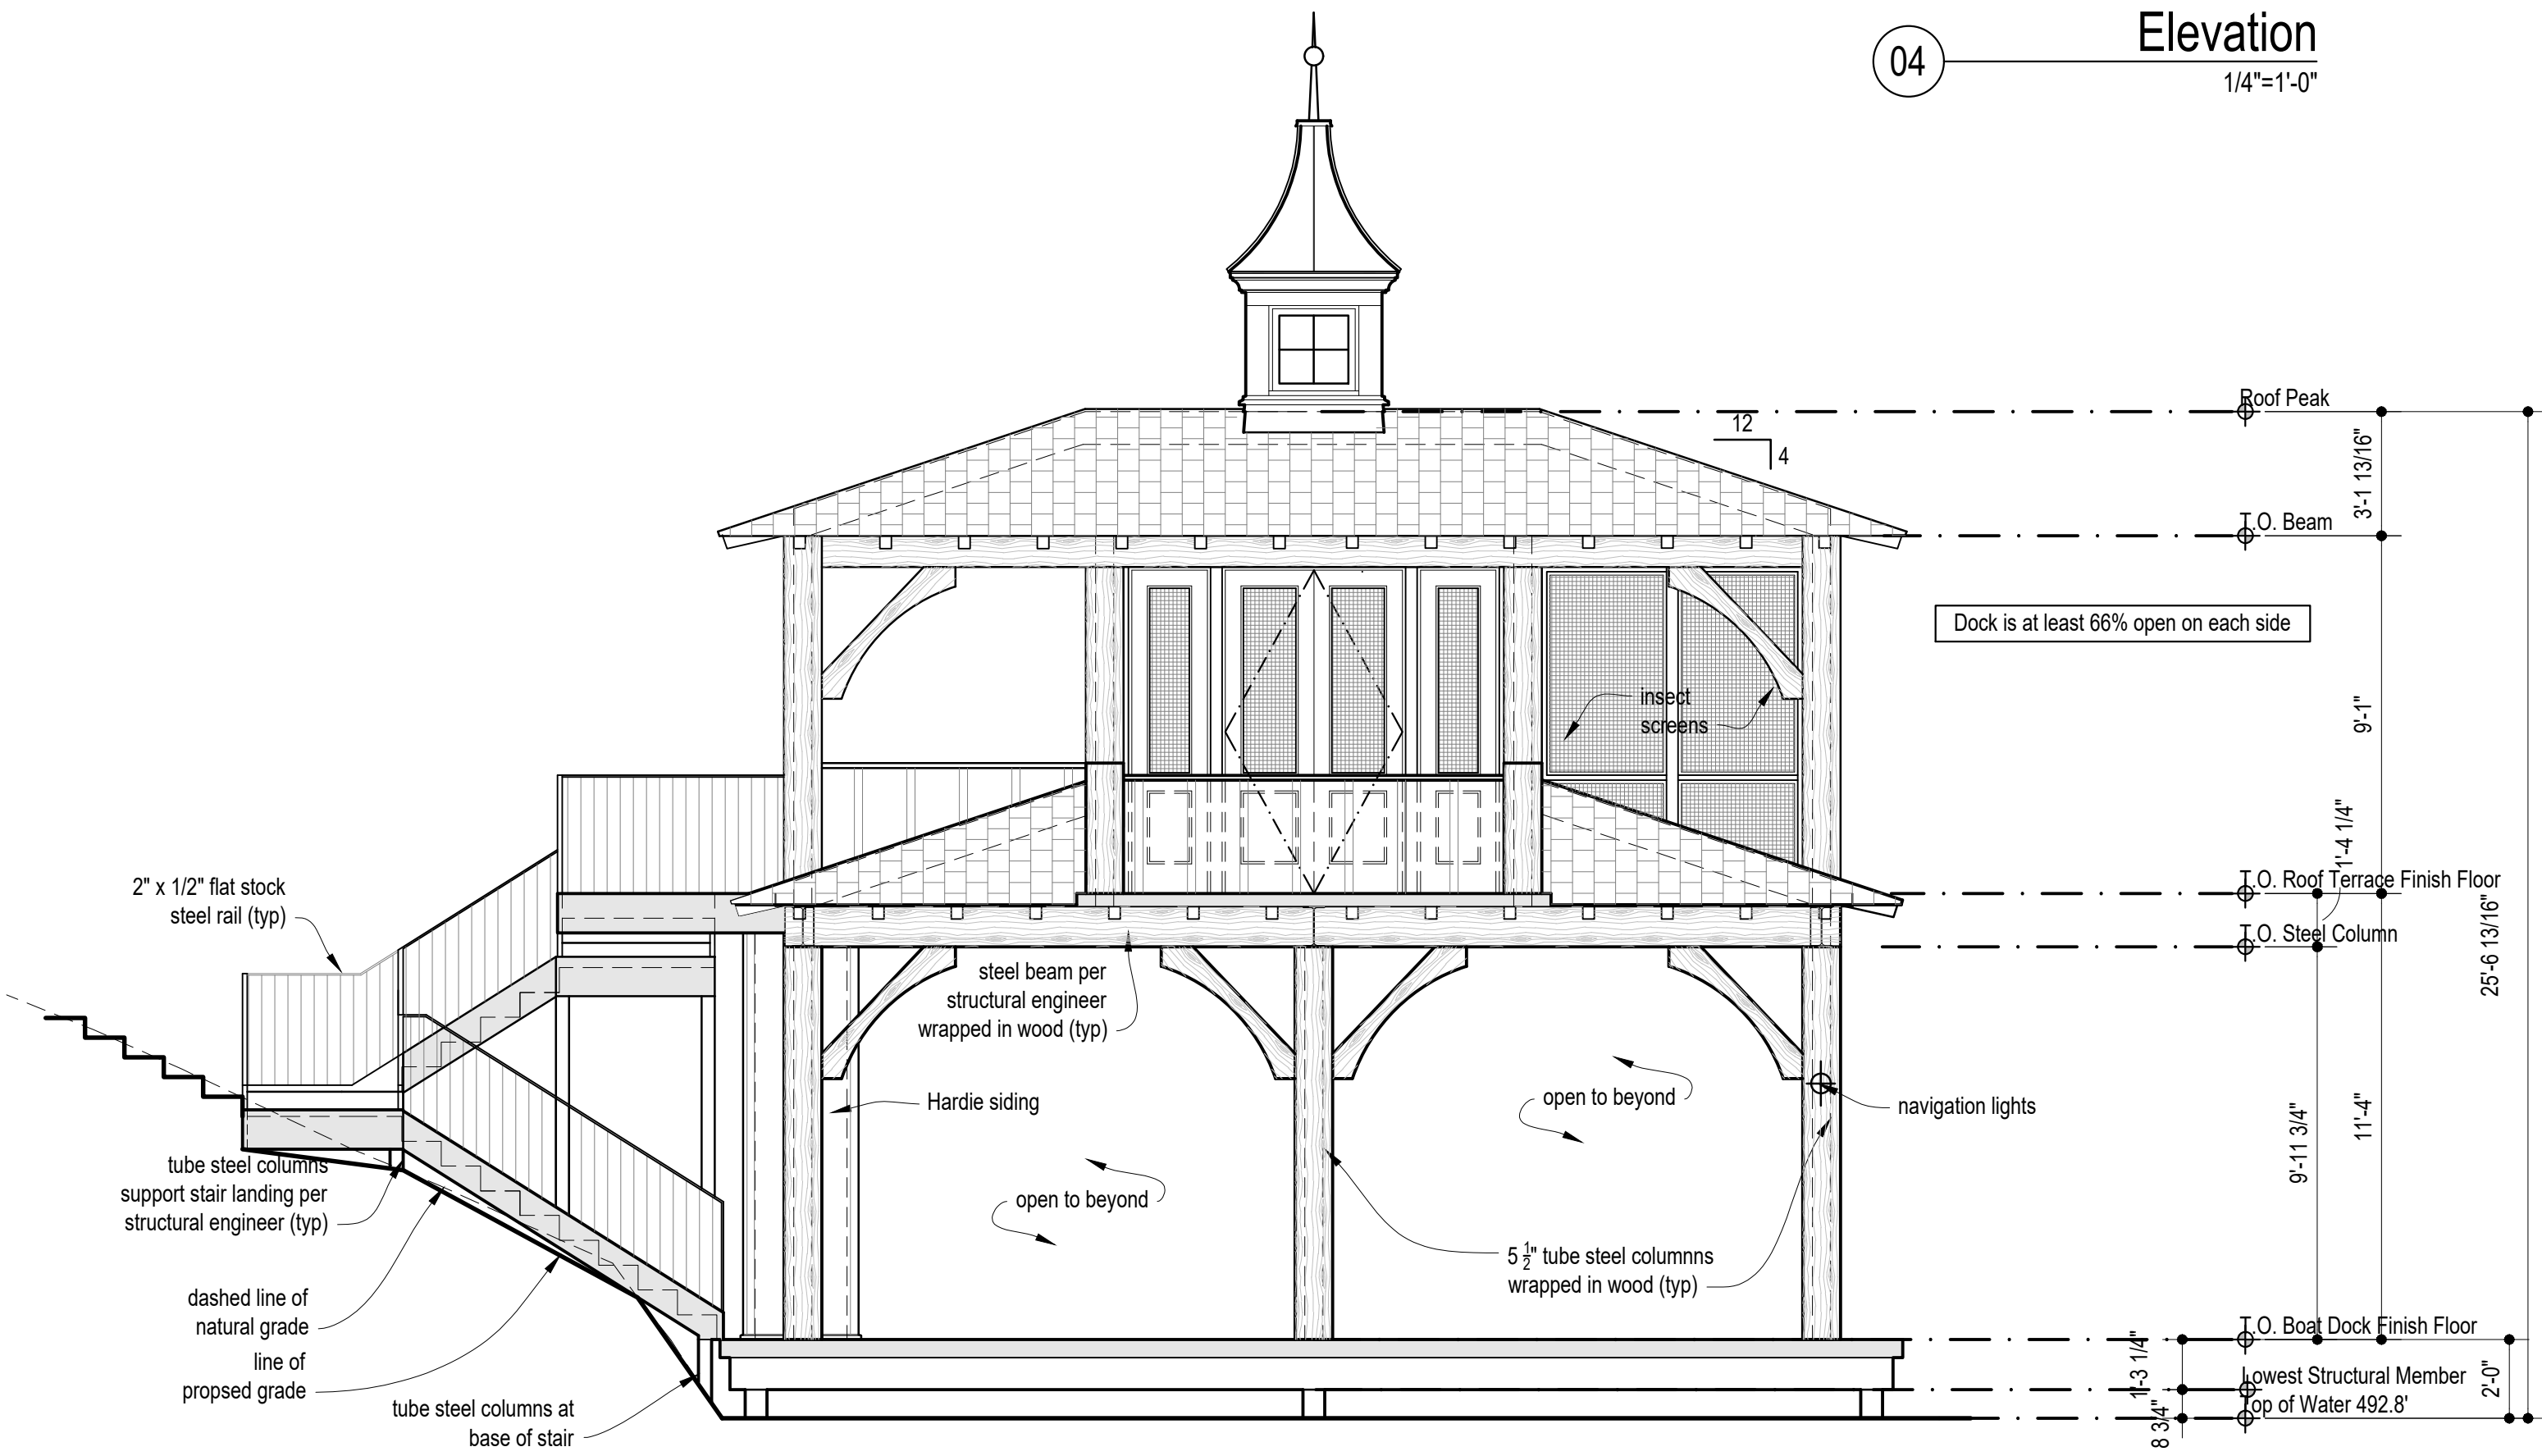 Elevation
04
1/4"=1'-0"
Roof Peak
12
4
3'-1 13/16"
T.O. Beam
Dock is at least 66% open on each side
insect
screens
9'-1"
1'-4 1/4"
2" x 1/2" flat stock
steel rail (typ)
T.O. Roof Terrace Finish Floor
T.O. Steel Column
25'-6 13/16"
steel beam per
structural engineer
wrapped in wood (typ)
Hardie siding
open to beyond
navigation lights
9'-11 3/4"
11'-4"
tube steel columns
support stair landing per
structural engineer (typ)
open to beyond
5 1/2" tube steel columnns
wrapped in wood (typ)
dashed line of
natural grade
line of
propsed grade
tube steel columns at
base of stair
T.O. Boat Dock Finish Floor
1'-3 1/4"
Lowest Structural Member
2'-0"
Top of Water 492.8'
8 3/4"